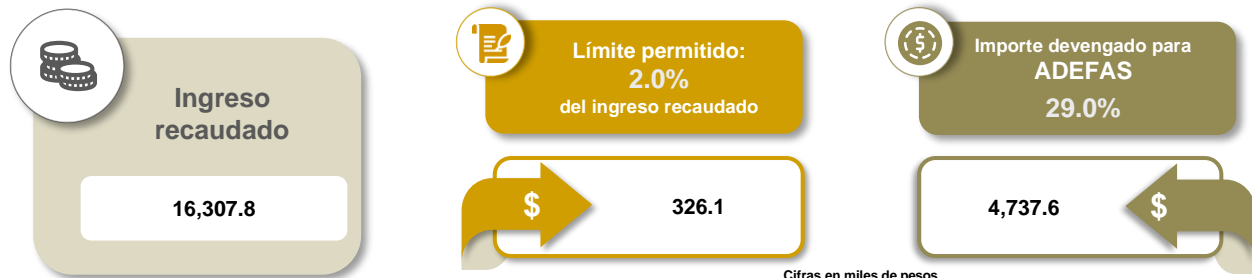 Ingreso
recaudado
16,307.8
Límite permitido:
2.0%
del ingreso recaudado
$
326.1
Importe devengado para
ADEFAS
29.0%
4,737.6
$
Cifras en miles de pesos